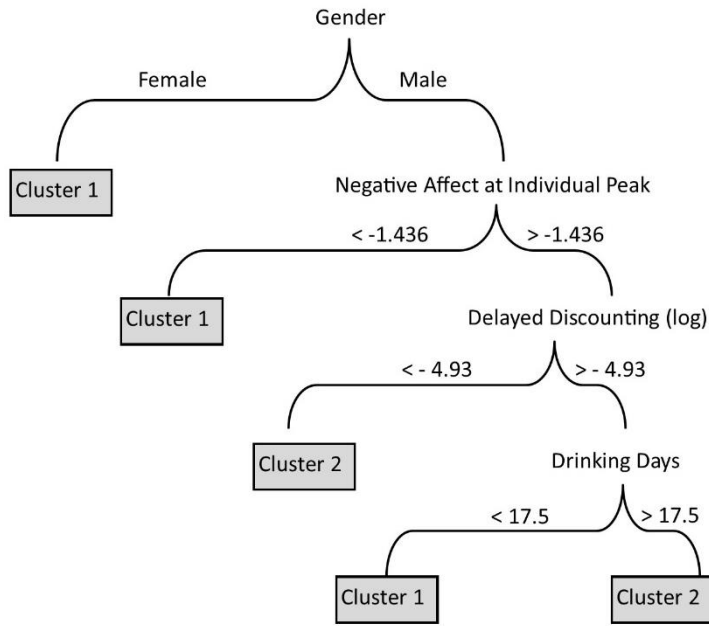 Gender
Female
Male
Cluster 1
Negative Affect at Individual Peak
< -1.436
> -1.436
Cluster 1
Delayed Discounting (log)
< - 4.93
> - 4.93
Cluster 2
Drinking Days
< 17.5
> 17.5
Cluster 1
Cluster 2